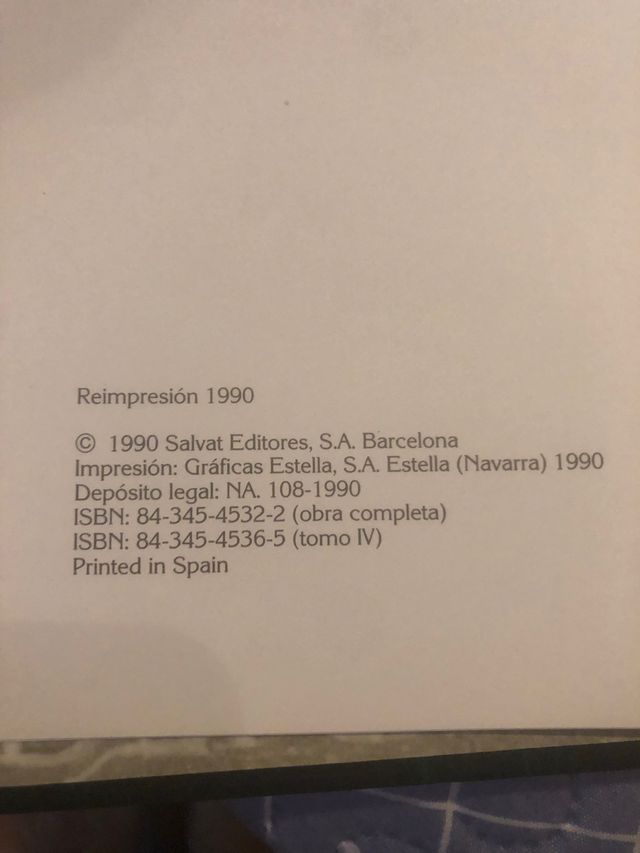 Reimpresión 1990
© 1990 Salvat Editores, S.A. Barcelona
Impresión: Gráficas Estella, S.A. Estella (Navarra) 1990
Depósito legal: NA. 108-1990
ISBN: 84-345-4532-2 (obra completa)
ISBN: 84-345-4536-5 (tomo IV)
Printed in Spain